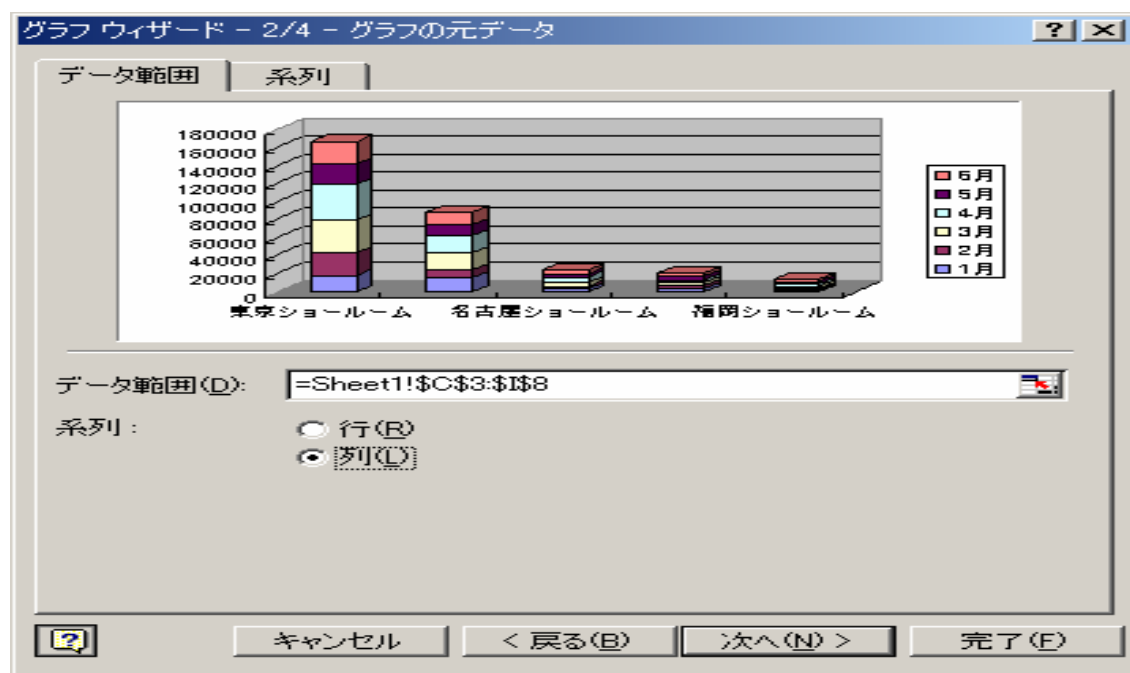 グラフ ウィザード - 2/4 - グラフの元データ
データ範囲
系列
180000
160000
140000
120000
100000
80000
60000
40000
20000
0
東京ショールーム 名古屋ショールーム 福岡ショールーム
6月
5月
4月
3月
2月
1月
データ範囲(D):
=Sheet1!$C$3:$I$8
系列:
行(R)
列(L)
キャンセル
< 戻る(B)
次へ(N) >
完了(F)